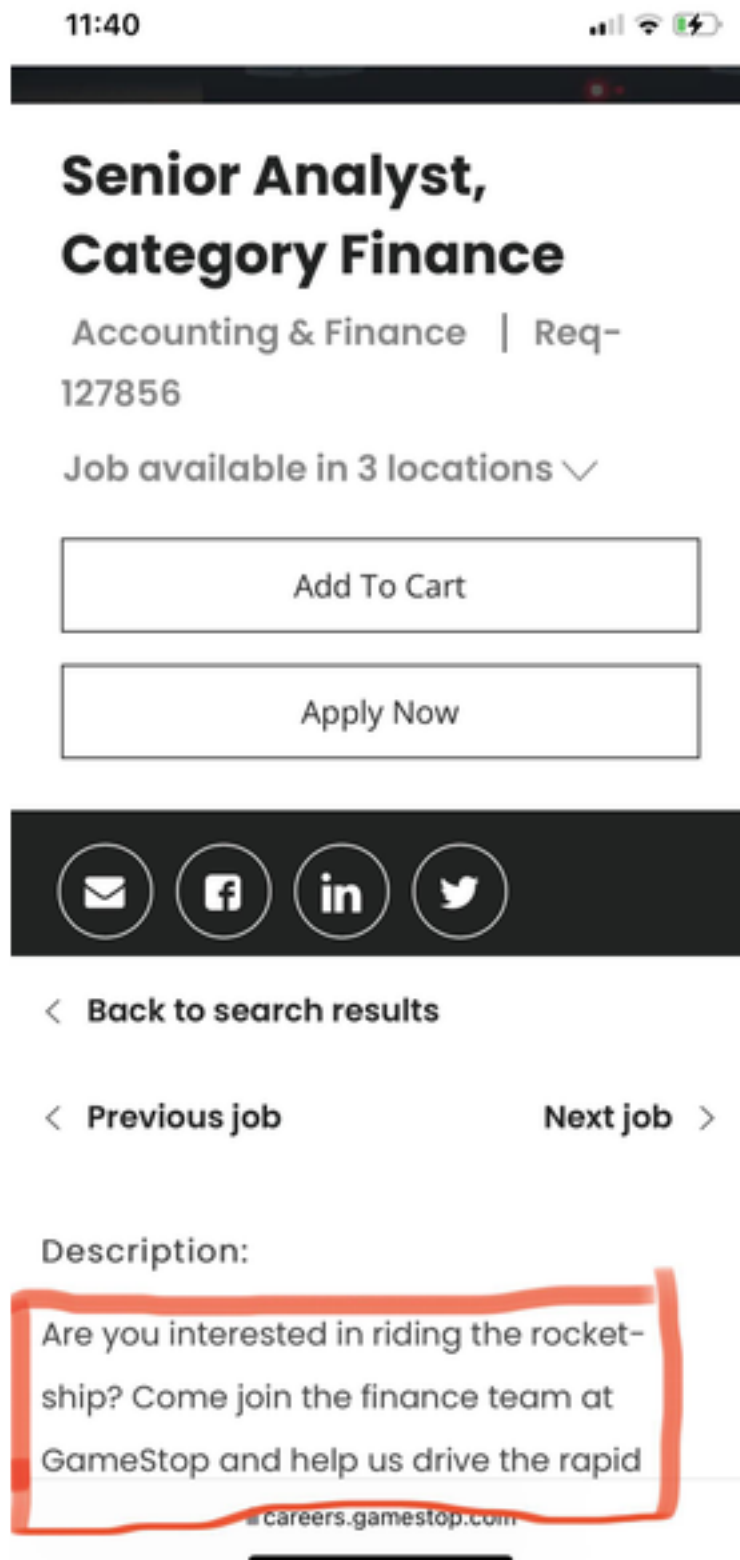 11:40
Senior Analyst,
Category Finance
Accounting & Finance | Req-
127856
Job available in 3 locations
Add To Cart
Apply Now
Back to search results
Previous job
Next job
Description:
Are you interested in riding the rocket-
ship? Come join the finance team at
GameStop and help us drive the rapid
careers.gamestop.com